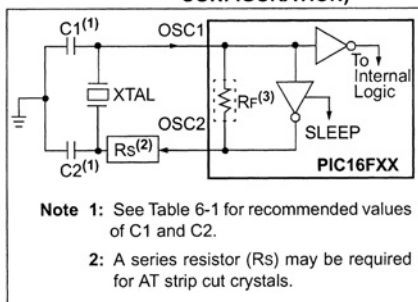 CONFIGURATION)
C1(1)
OSC1
To
Internal
Logic
XTAL
RF(3)
OSC2
SLEEP
RS(2)
C2(1)
PIC16FXX
Note 1: See Table 6-1 for recommended values
of C1 and C2.
2: A series resistor (RS) may be required
for AT strip cut crystals.